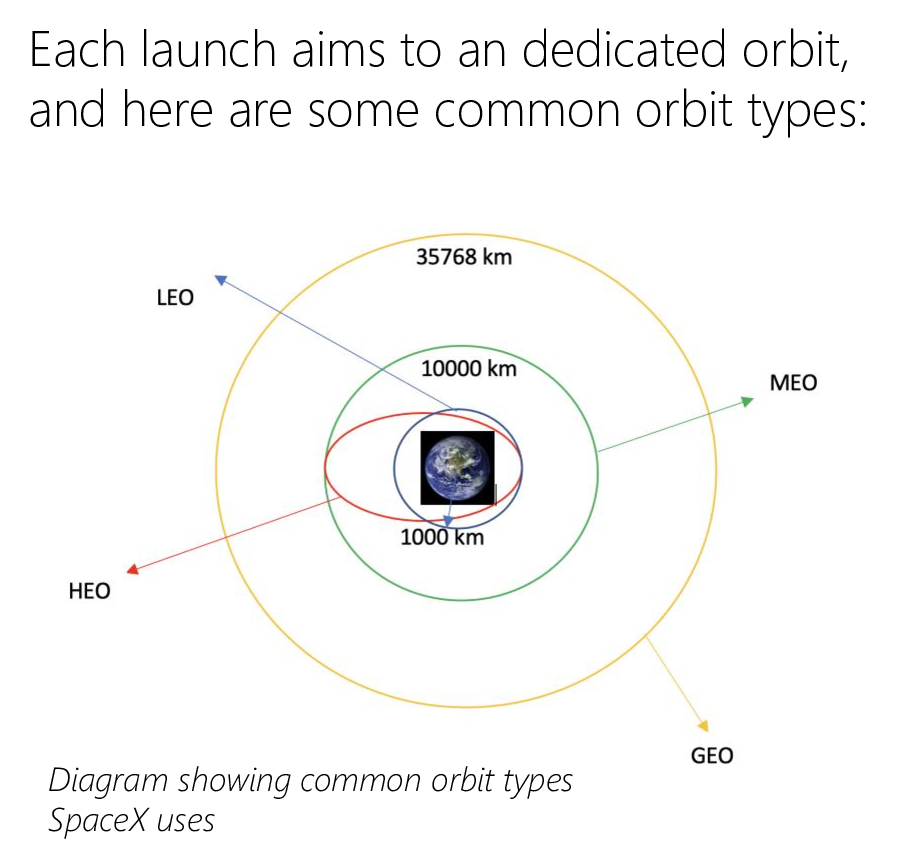 Each launch aims to an dedicated orbit,
and here are some common orbit types:
35768 km
LEO
10000 km
MEO
1000 km
HEO
GEO
Diagram showing common orbit types
SpaceX uses